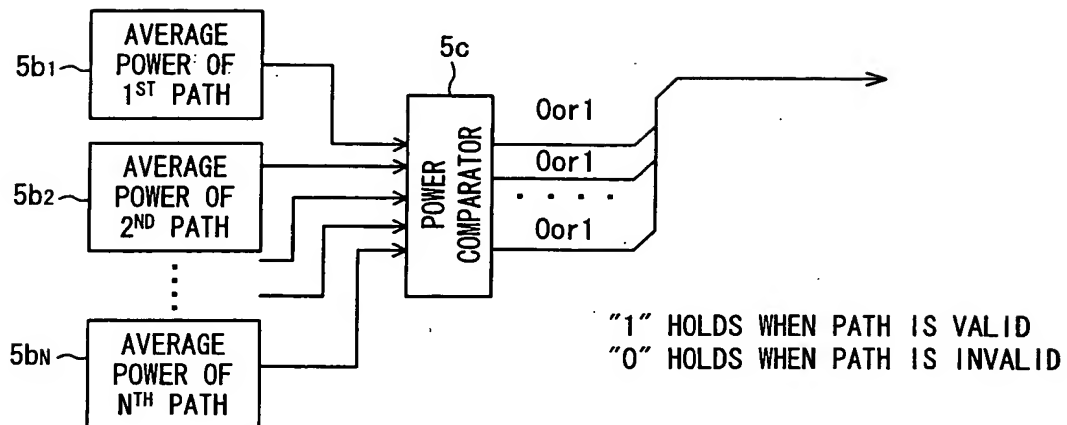 AVERAGE
POWER OF
1ST PATH
5b1
5c
0or1
0or1
0or1
POWER
COMPARATOR
AVERAGE
POWER OF
2ND PATH
5b2
AVERAGE
POWER OF
NTH PATH
5bN
"1" HOLDS WHEN PATH IS VALID
"0" HOLDS WHEN PATH IS INVALID